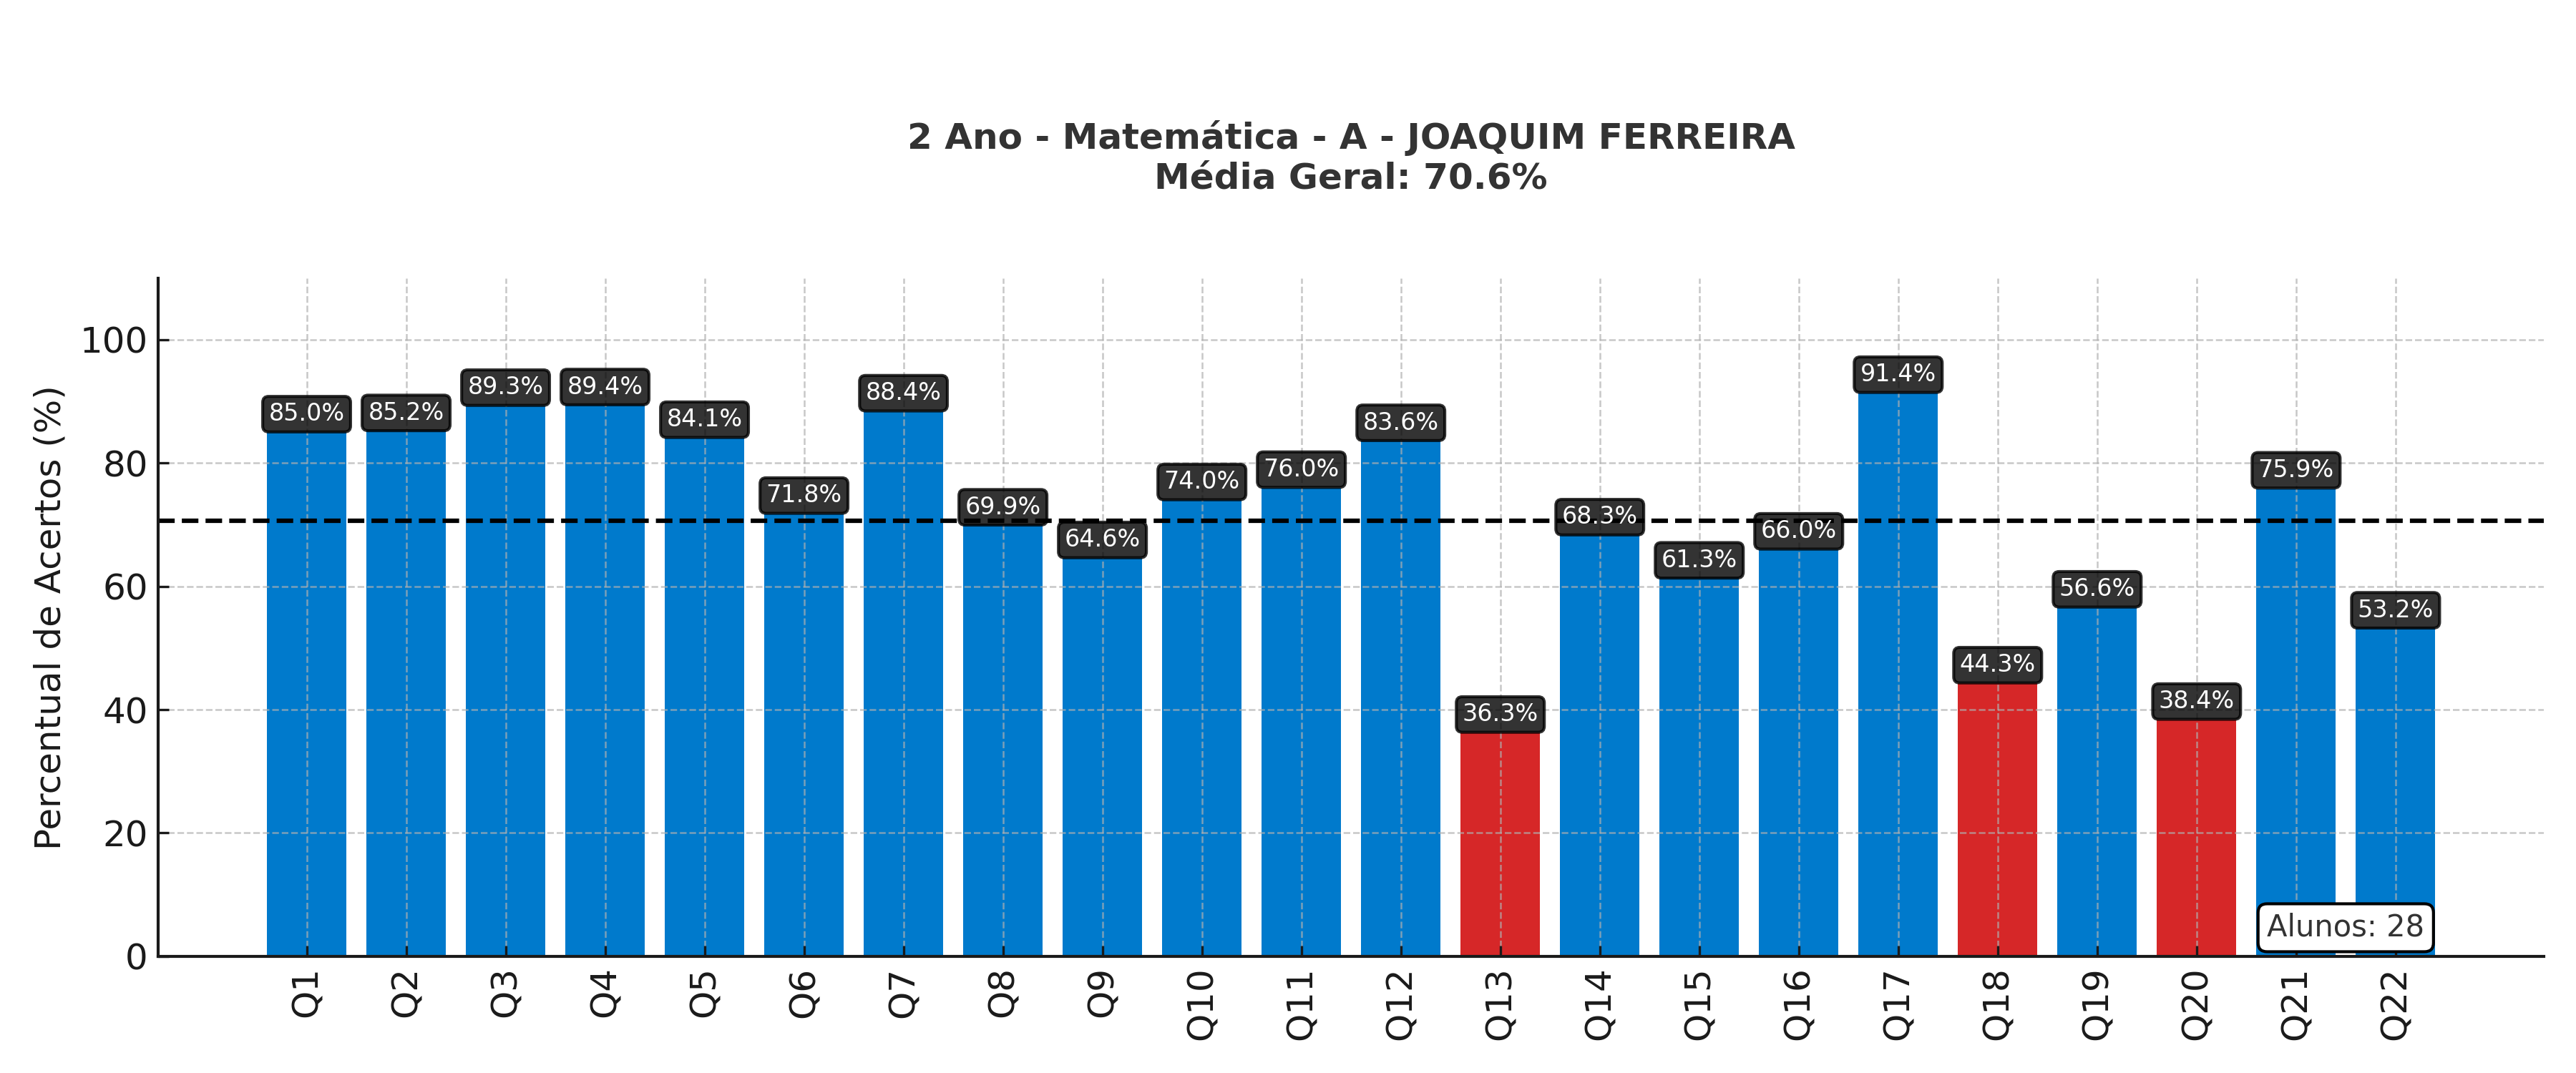 2 Ano - Matemática - A - JOAQUIM FERREIRA
Média Geral: 70.6%
Percentual de Acertos (%)
100
80
60
40
20
0
85.0%
85.2%
89.3%
89.4%
84.1%
71.8%
88.4%
69.9%
64.6%
74.0%
76.0%
83.6%
36.3%
68.3%
61.3%
66.0%
91.4%
44.3%
56.6%
38.4%
75.9%
53.2%
Alunos: 28
Q1
Q2
Q3
Q4
Q5
Q6
Q7
Q8
Q9
Q10
Q11
Q12
Q13
Q14
Q15
Q16
Q17
Q18
Q19
Q20
Q21
Q22